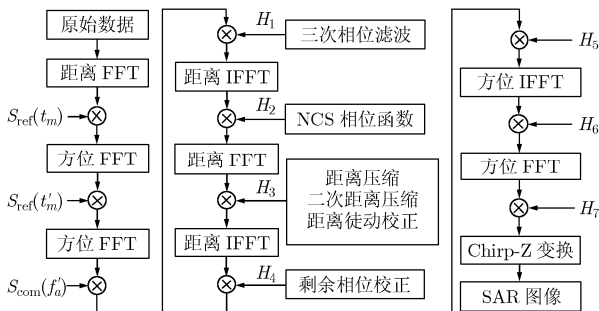 原始数据
距离 FFT
S_ref(t_m)
方位 FFT
S_ref(t'_m)
方位 FFT
S_com(f'_a)
H_1
三次相位滤波
距离 IFFT
H_2
NCS 相位函数
距离 FFT
H_3
距离压缩
二次距离压缩
距离徒动校正
距离 IFFT
H_4
剩余相位校正
H_5
方位 IFFT
H_6
方位 FFT
H_7
Chirp-Z 变换
SAR 图像